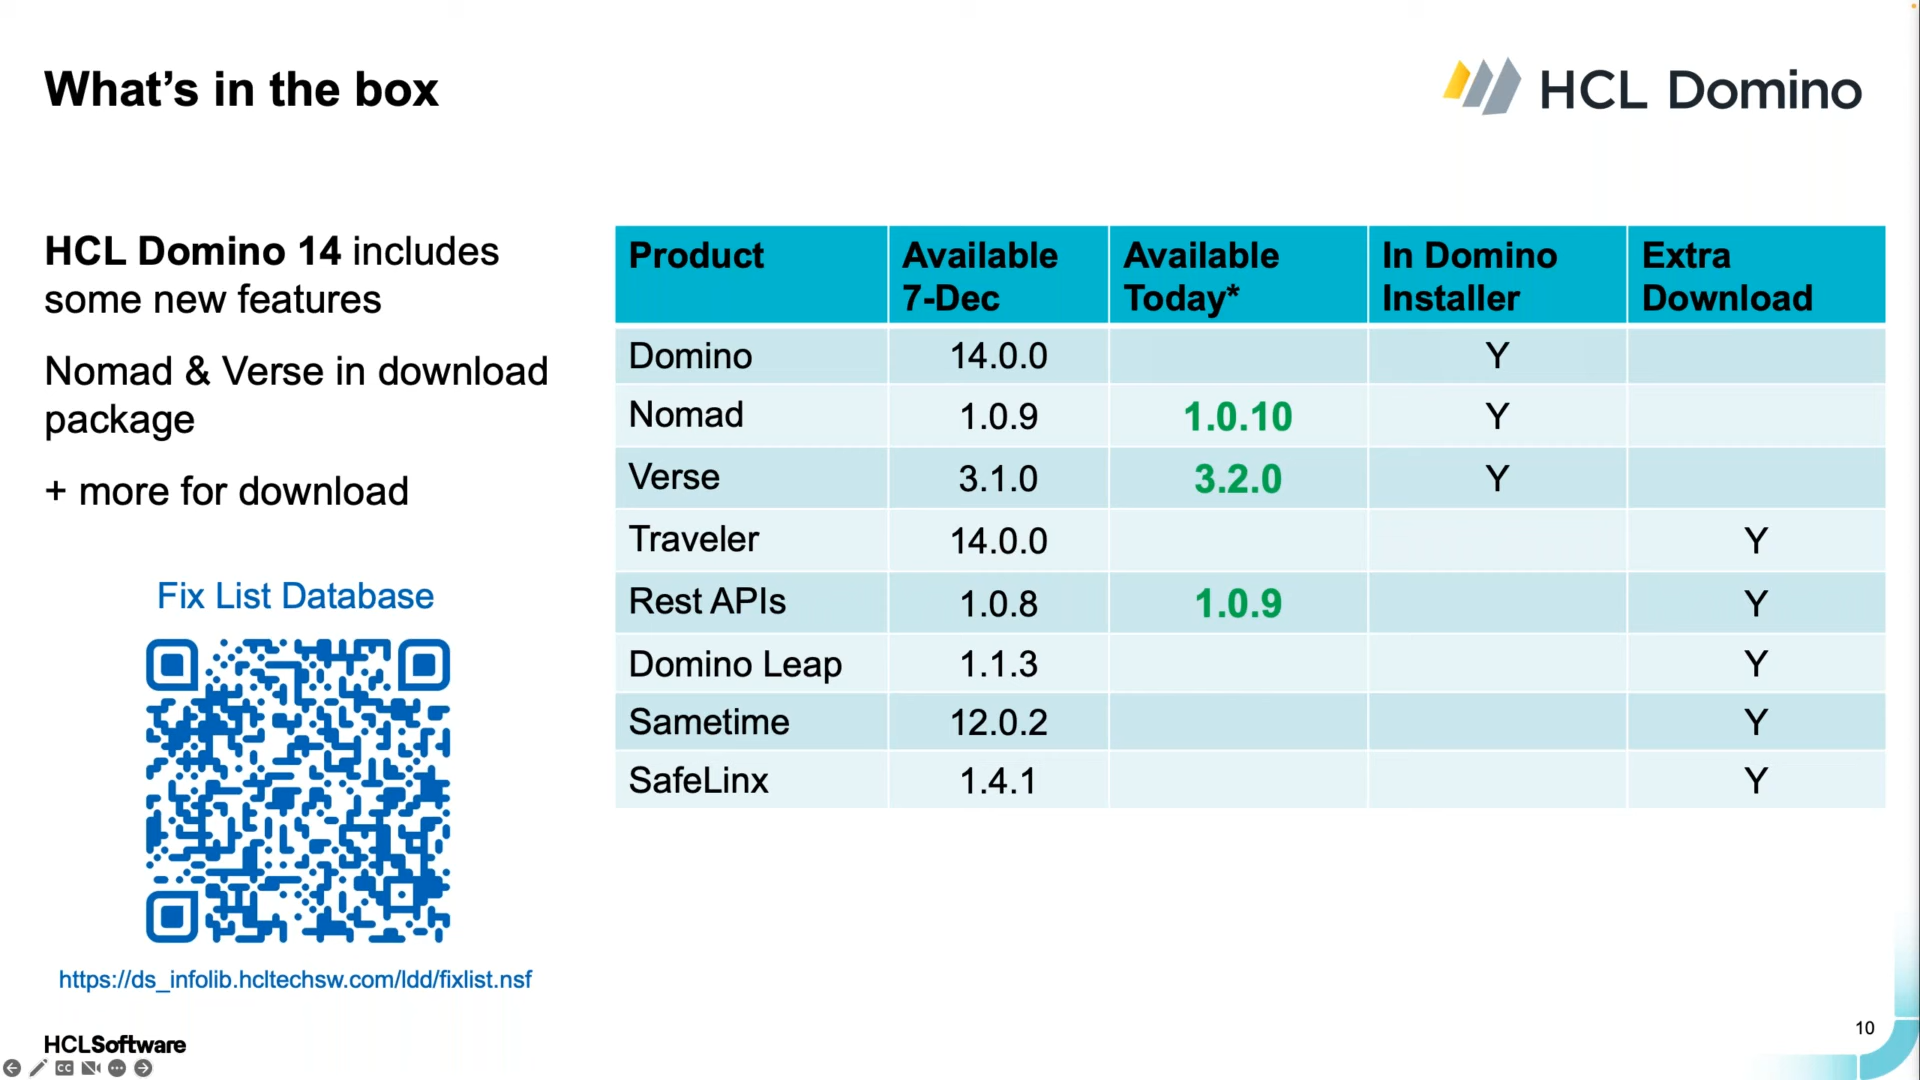 What's in the box
HCL Domino
HCL Domino 14 includes
some new features
Nomad & Verse in download
package
+ more for download
Fix List Database
https://ds_infolib.hcltechsw.com/ldd/fixlist.nsf
Product Available 7-Dec Available Today* In Domino Installer Extra Download
Domino 14.0.0 Y
Nomad 1.0.9 1.0.10 Y
Verse 3.1.0 3.2.0 Y
Traveler 14.0.0 Y
Rest APIs 1.0.8 1.0.9 Y
Domino Leap 1.1.3 Y
Sametime 12.0.2 Y
SafeLinx 1.4.1 Y
HCLSoftware
10
CC